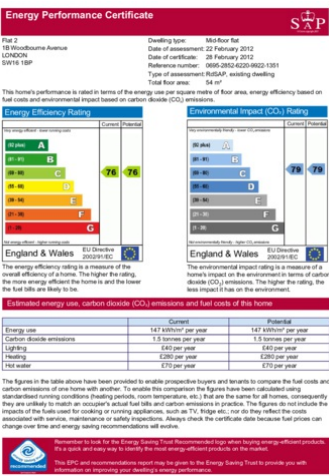 Energy Performance Certificate
SAP
Flat 2
1B Woodbourne Avenue
LONDON
SW16 1BP
Dwelling type: Mid-floor flat
Date of assessment: 22 February 2012
Date of certificate: 28 February 2012
Reference number: 0695-2852-6220-9922-1351
Type of assessment: RdSAP, existing dwelling
Total floor area: 54 m²
This home's performance is rated in terms of the energy use per square metre of floor area, energy efficiency based on
fuel costs and environmental impact based on carbon dioxide (CO₂) emissions.
Energy Efficiency Rating
Current Potential
Very energy efficient - lower running costs
(92 plus) A
(81 - 91) B
(69 - 80) C
(55 - 68) D
(39 - 54) E
(21 - 38) F
(1 - 20) G
76 76
Not energy efficient - higher running costs
England & Wales
EU Directive
2002/91/EC
The energy efficiency rating is a measure of the
overall efficiency of a home. The higher the rating,
the more energy efficient the home is and the lower
the fuel bills are likely to be.
Environmental Impact (CO₂) Rating
Current Potential
Very environmentally friendly - lower CO₂ emissions
(92 plus) A
(81 - 91) B
(69 - 80) C
(55 - 68) D
(39 - 54) E
(21 - 38) F
(1 - 20) G
79 79
Not environmentally friendly - higher CO₂ emissions
England & Wales
EU Directive
2002/91/EC
The environmental impact rating is a measure of a
home's impact on the environment in terms of carbon
dioxide (CO₂) emissions. The higher the rating, the
less impact it has on the environment.
Estimated energy use, carbon dioxide (CO₂) emissions and fuel costs of this home
Current Potential
Energy use 147 kWh/m² per year 147 kWh/m² per year
Carbon dioxide emissions 1.5 tonnes per year 1.5 tonnes per year
Lighting £40 per year £40 per year
Heating £280 per year £280 per year
Hot water £70 per year £70 per year
The figures in the table above have been provided to enable prospective buyers and tenants to compare the fuel costs and
carbon emissions of one home with another. To enable this comparison the figures have been calculated using
standardised running conditions (heating periods, room temperatures, etc.) that are the same for all homes, consequently
they are unlikely to match an occupier's actual fuel bills and carbon emissions in practice. The figures do not include the
impacts of the fuels used for cooking or running appliances, such as TV, fridge etc.; nor do they reflect the costs
associated with service, maintenance or safety inspections. Always check the certificate date because fuel prices can
change over time and energy saving recommendations will evolve.
recommended
Remember to look for the Energy Saving Trust Recommended logo when buying energy-efficient products.
It's a quick and easy way to identify the most energy-efficient products on the market.
This EPC and recommendations report may be given to the Energy Saving Trust to provide you with
information on improving your dwelling's energy performance.